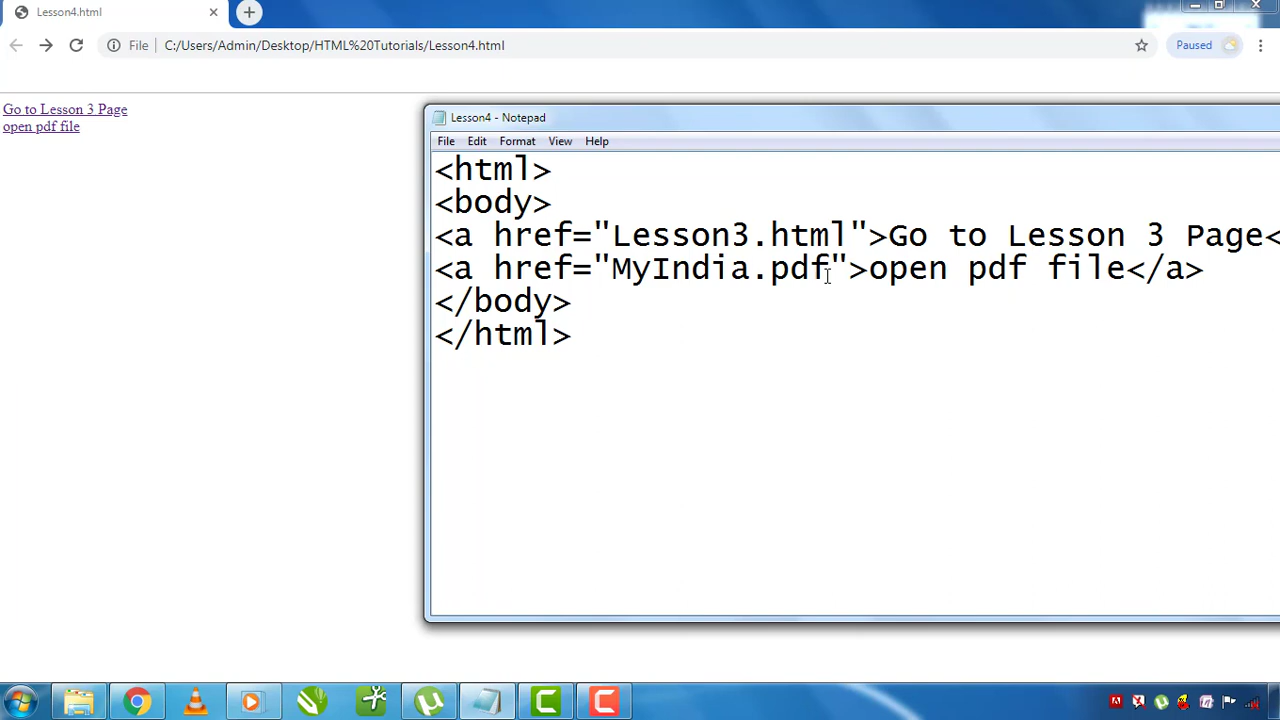 Lesson4.html
File
C:/Users/Admin/Desktop/HTML%20Tutorials/Lesson4.html
Paused
Go to Lesson 3 Page
open pdf file
Lesson4 - Notepad
File Edit Format View Help
<html>
<body>
<a href="Lesson3.html">Go to Lesson 3 Page<
<a href="MyIndia.pdf">open pdf file</a>
</body>
</html>